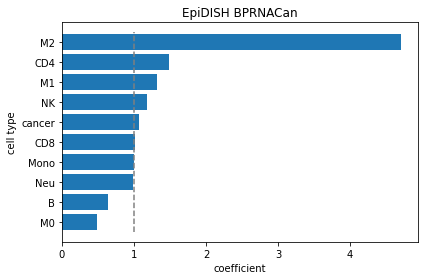 EpiDISH BPRNACan
cell type
M2
CD4
M1
NK
cancer
CD8
Mono
Neu
B
M0
0 1 2 3 4
coefficient